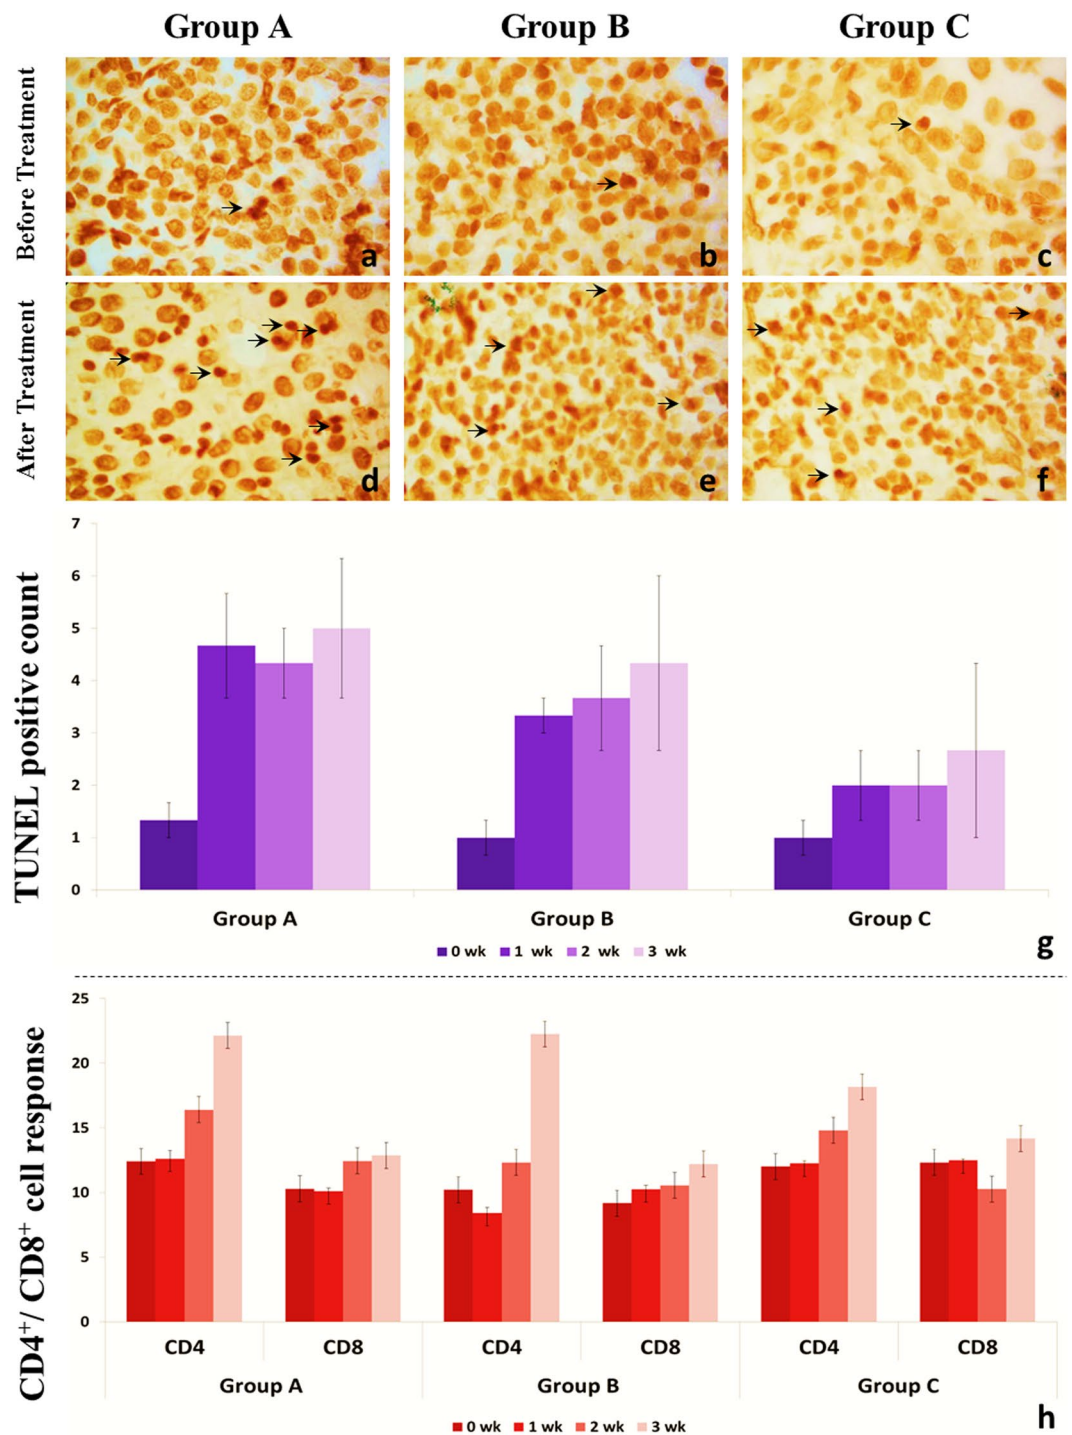 Group A Group B Group C
Before Treatment
a b c
After Treatment
d e f
TUNEL positive count
7
6
5
4
3
2
1
0
Group A Group B Group C
0 wk 1 wk 2 wk 3 wk
g
CD4⁺/ CD8⁺ cell response
25
20
15
10
5
0
CD4 CD8 CD4 CD8 CD4 CD8
Group A Group B Group C
0 wk 1 wk 2 wk 3 wk
h